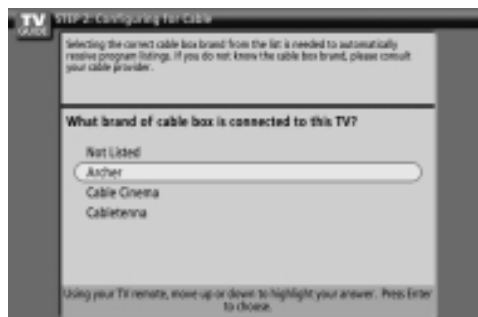 TV
GUIDE
STEP 2: Configuring for Cable
Selecting the correct cable box brand from the list is needed to automatically
receive program listings. If you do not know the cable box brand, please consult
your cable provider.
What brand of cable box is connected to this TV?
Not Listed
Archer
Cable Cinema
Cabletenna
Using your TV remote, move up or down to highlight your answer. Press Enter
to choose.